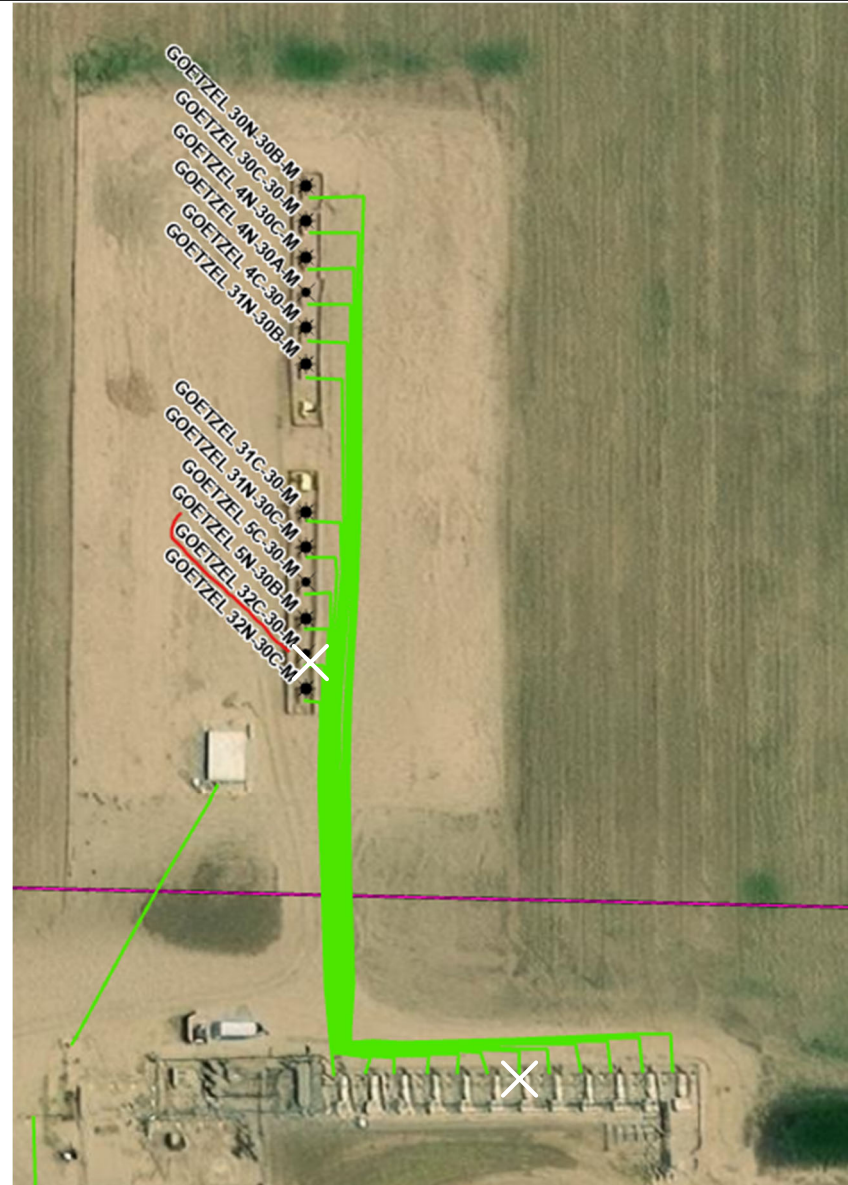 GOETZEL 30N-30B-M
GOETZEL 30C-30-M
GOETZEL 4N-30C-M
GOETZEL 4N-30A-M
GOETZEL 4C-30-M
GOETZEL 31N-30B-M
GOETZEL 31C-30-M
GOETZEL 31N-30C-M
GOETZEL 5C-30-M
GOETZEL 5N-30B-M
GOETZEL 32C-30-M
GOETZEL 32N-30C-M